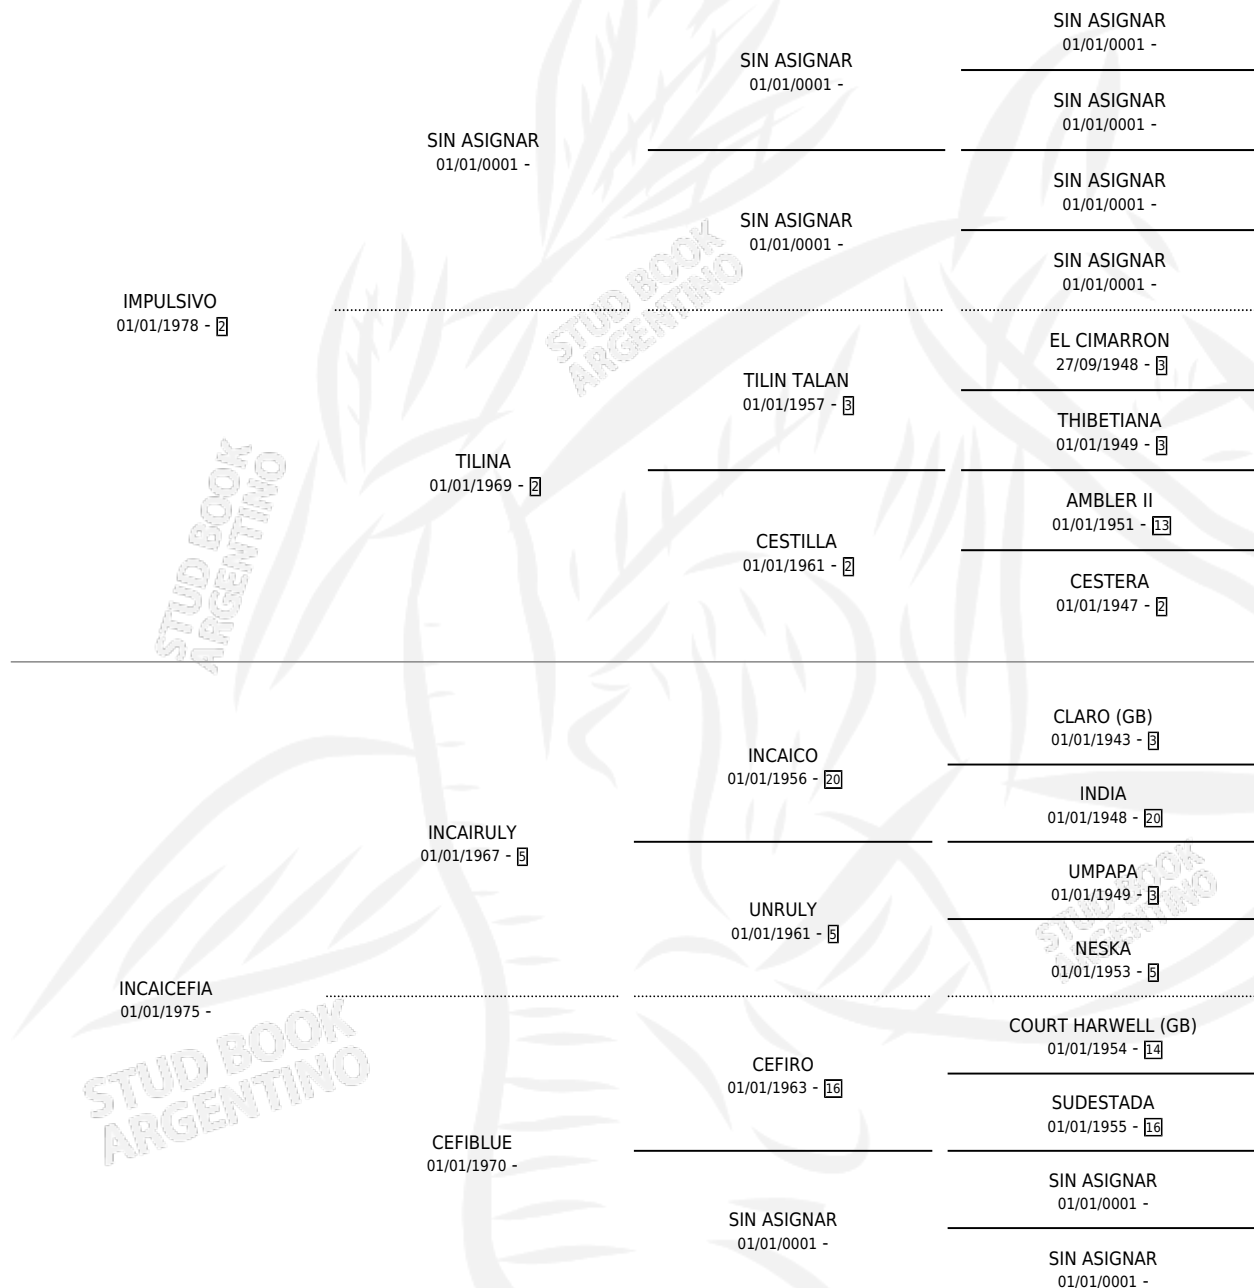 SIN ASIGNAR
01/01/0001 -
SIN ASIGNAR
01/01/0001 -
SIN ASIGNAR
01/01/0001 -
SIN ASIGNAR
01/01/0001 -
SIN ASIGNAR
01/01/0001 -
SIN ASIGNAR
01/01/0001 -
SIN ASIGNAR
01/01/0001 -
STUD BOOK
ARGENTINO
IMPULSIVO
01/01/1978 - 2
EL CIMARRON
27/09/1948 - 3
TILIN TALAN
01/01/1957 - 3
THIBETIANA
01/01/1949 - 3
TILINA
01/01/1969 - 2
AMBLER II
01/01/1951 - 13
CESTILLA
01/01/1961 - 2
CESTERA
01/01/1947 - 2
STUD BOOK
ARGENTINO
CLARO (GB)
01/01/1943 - 3
INCAICO
01/01/1956 - 20
INDIA
01/01/1948 - 20
INCAIRULY
01/01/1967 - 5
UMPAPA
01/01/1949 - 3
UNRULY
01/01/1961 - 5
NESKA
01/01/1953 - 5
STUD BOOK
ARGENTINO
INCAICEFIA
01/01/1975 -
COURT HARWELL (GB)
01/01/1954 - 14
CEFIRO
01/01/1963 - 16
SUDESTADA
01/01/1955 - 16
STUD BOOK
ARGENTINO
CEFIBLUE
01/01/1970 -
SIN ASIGNAR
01/01/0001 -
SIN ASIGNAR
01/01/0001 -
SIN ASIGNAR
01/01/0001 -